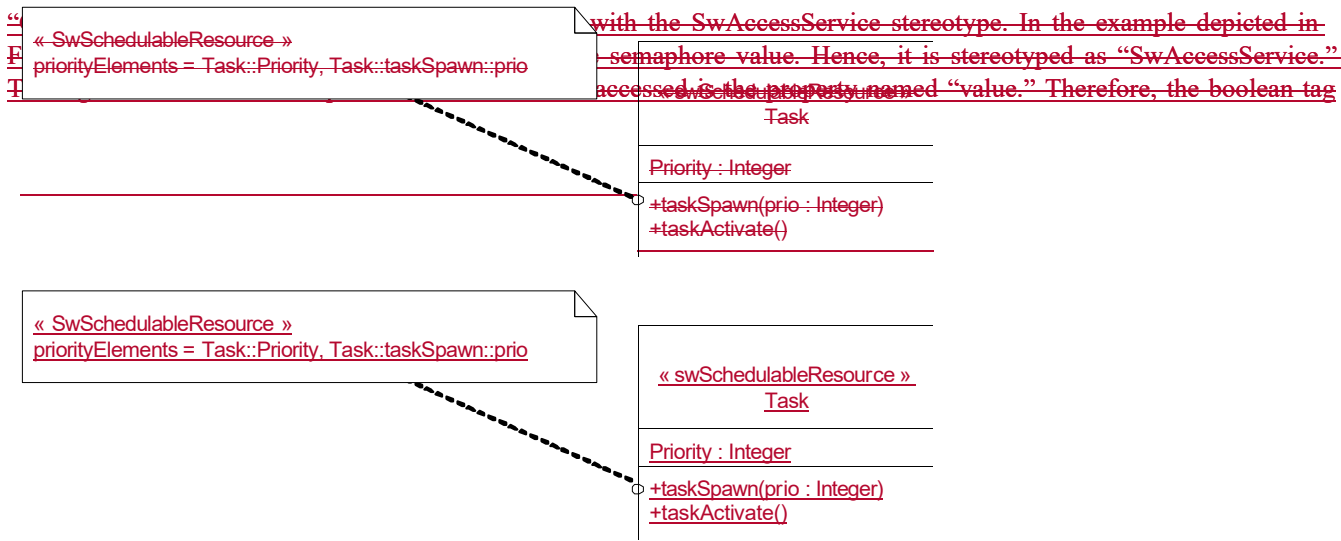 with the SwAccessService stereotype. In the example depicted in
« SwSchedulableResource »
semaphore value. Hence, it is stereotyped as “SwAccessService.”
priorityElements = Task::Priority, Task::taskSpawn::prio
accessed is the property named “value.” Therefore, the boolean tag
« swSchedulableResource »
Task
Priority : Integer
+taskSpawn(prio : Integer)
+taskActivate()
« SwSchedulableResource »
priorityElements = Task::Priority, Task::taskSpawn::prio
« swSchedulableResource »
Task
Priority : Integer
+taskSpawn(prio : Integer)
+taskActivate()